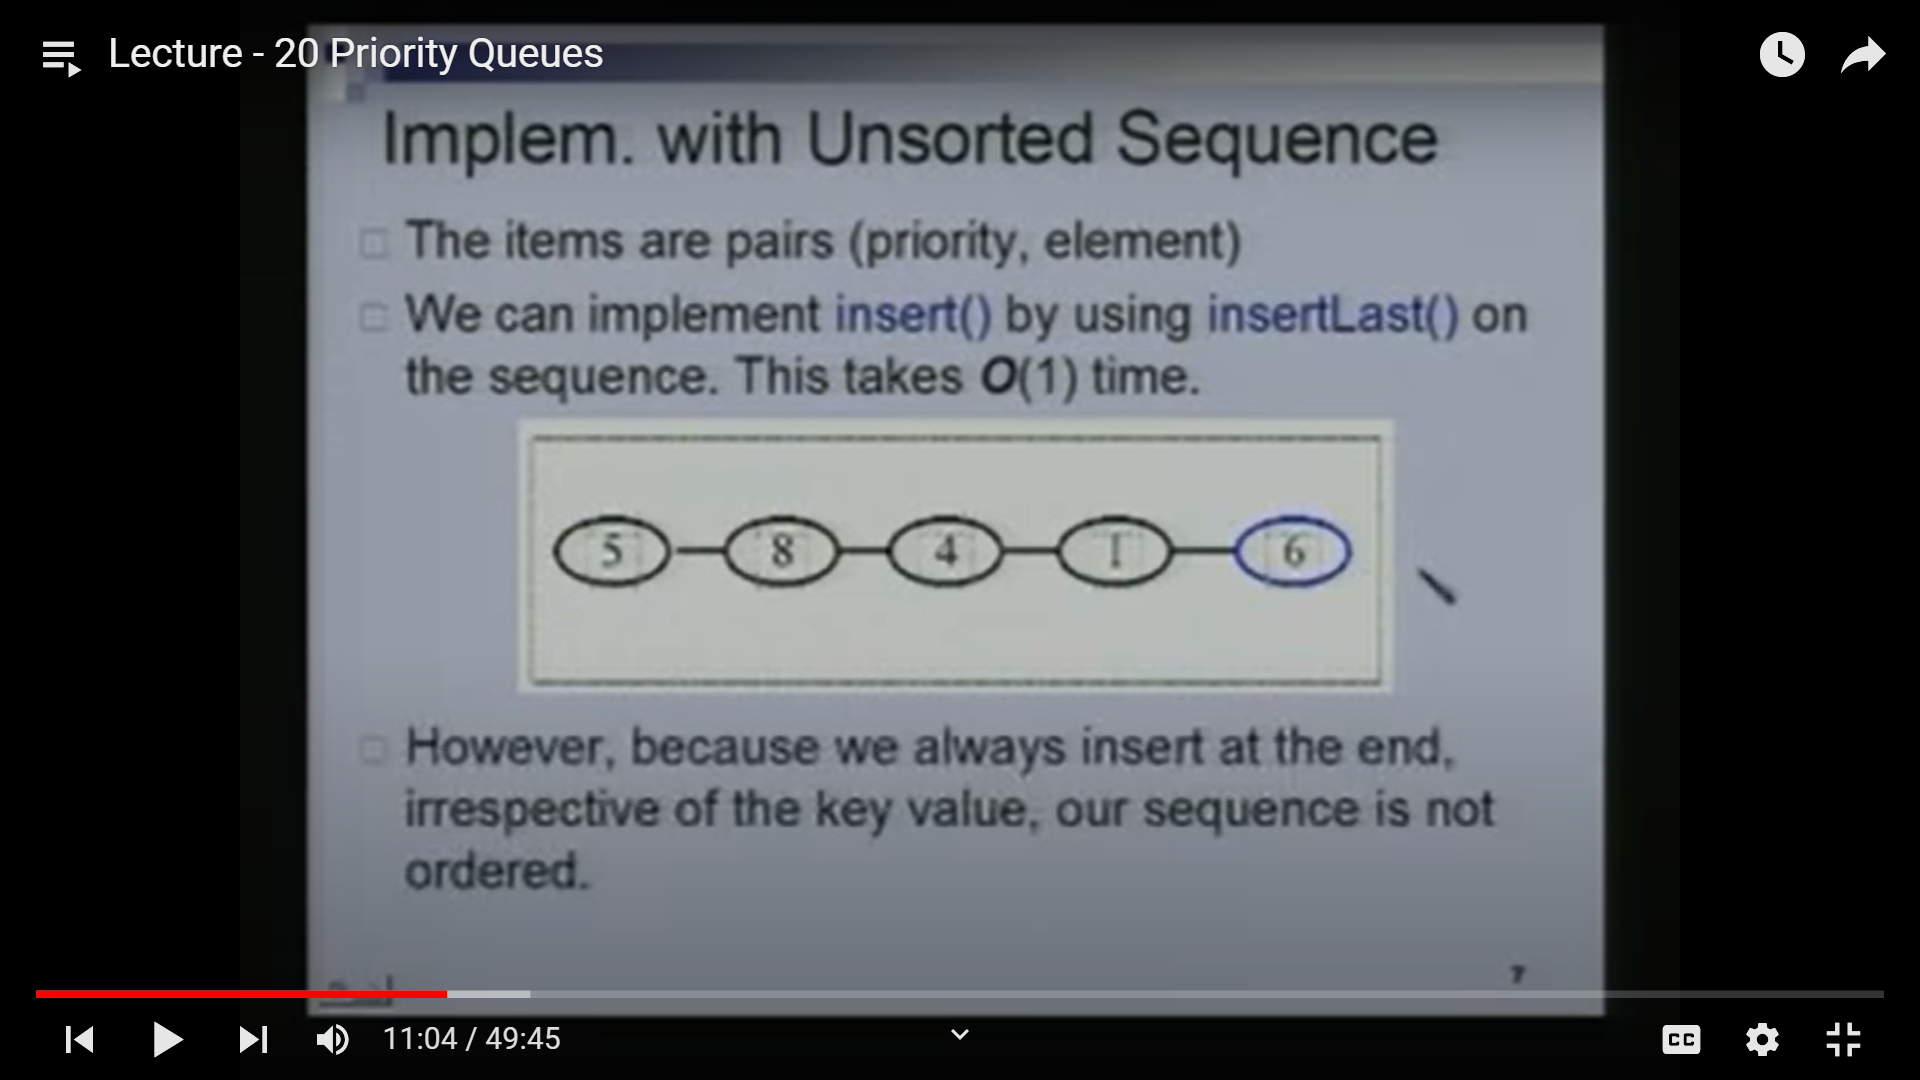 Lecture - 20 Priority Queues
Implem. with Unsorted Sequence
The items are pairs (priority, element)
We can implement insert() by using insertLast() on
the sequence. This takes O(1) time.
5 8 4 1 6
However, because we always insert at the end,
irrespective of the key value, our sequence is not
ordered.
7
11:04 / 49:45
CC